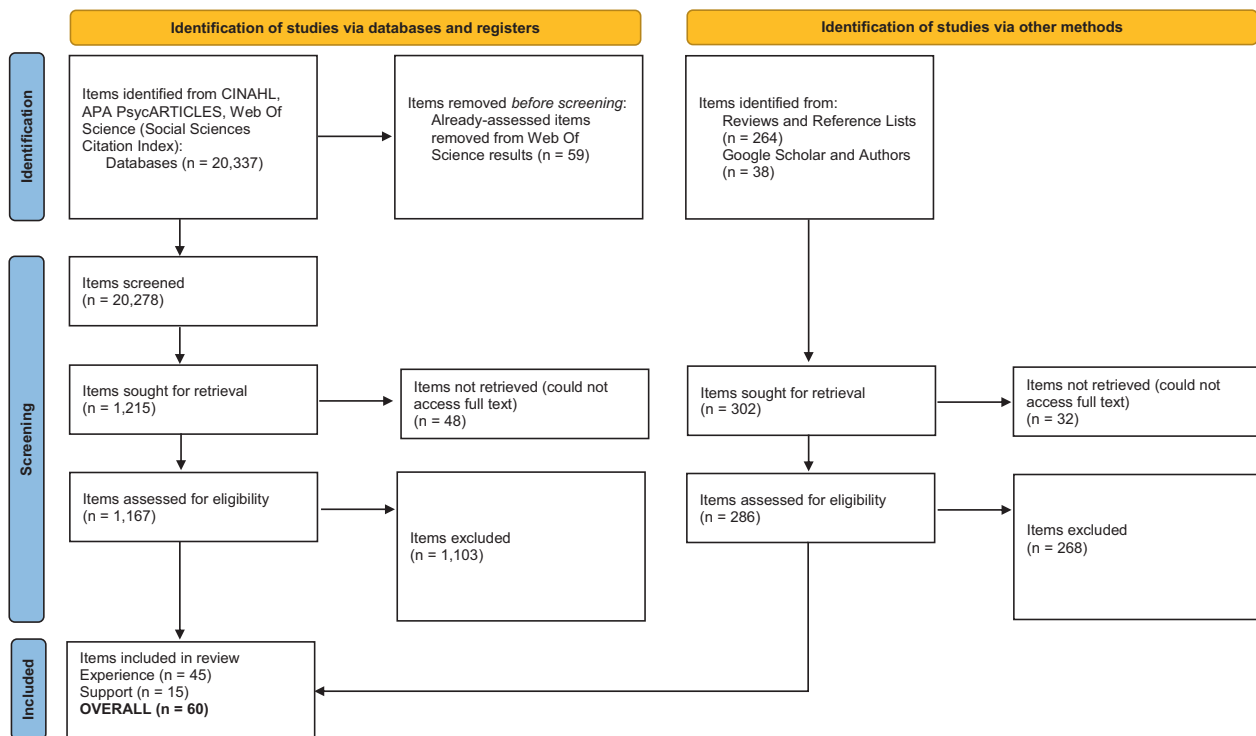 Identification of studies via databases and registers
Identification of studies via other methods
Identification
Items identified from CINAHL,
APA PsycARTICLES, Web Of
Science (Social Sciences
Citation Index):
Databases (n = 20,337)
Items removed before screening:
Already-assessed items
removed from Web Of
Science results (n = 59)
Items identified from:
Reviews and Reference Lists
(n = 264)
Google Scholar and Authors
(n = 38)
Screening
Items screened
(n = 20,278)
Items sought for retrieval
(n = 1,215)
Items not retrieved (could not
access full text)
(n = 48)
Items sought for retrieval
(n = 302)
Items not retrieved (could not
access full text)
(n = 32)
Items assessed for eligibility
(n = 1,167)
Items excluded
(n = 1,103)
Items assessed for eligibility
(n = 286)
Items excluded
(n = 268)
Included
Items included in review
Experience (n = 45)
Support (n = 15)
OVERALL (n = 60)